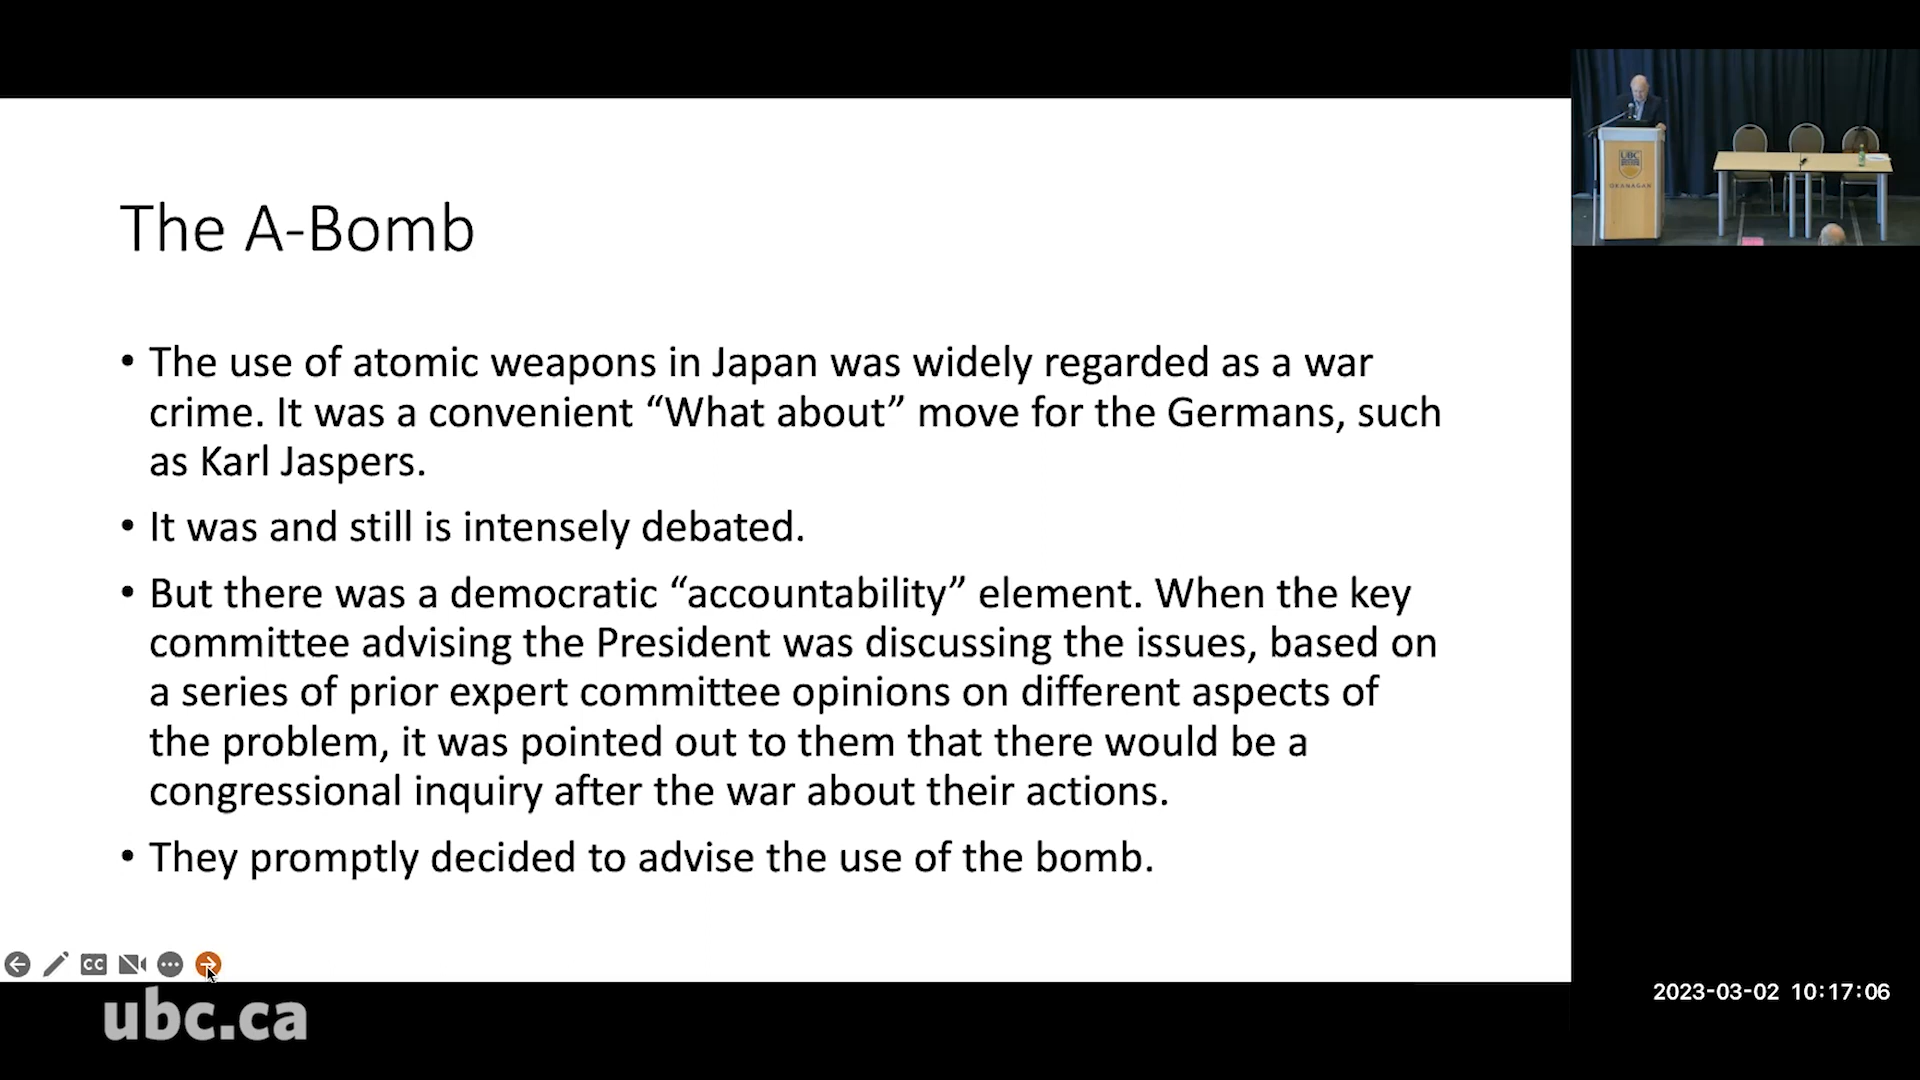 The A-Bomb
• The use of atomic weapons in Japan was widely regarded as a war
crime. It was a convenient “What about” move for the Germans, such
as Karl Jaspers.
• It was and still is intensely debated.
• But there was a democratic “accountability” element. When the key
committee advising the President was discussing the issues, based on
a series of prior expert committee opinions on different aspects of
the problem, it was pointed out to them that there would be a
congressional inquiry after the war about their actions.
• They promptly decided to advise the use of the bomb.
CC
ubc.ca
UBC
OKANAGAN
2023-03-02 10:17:06